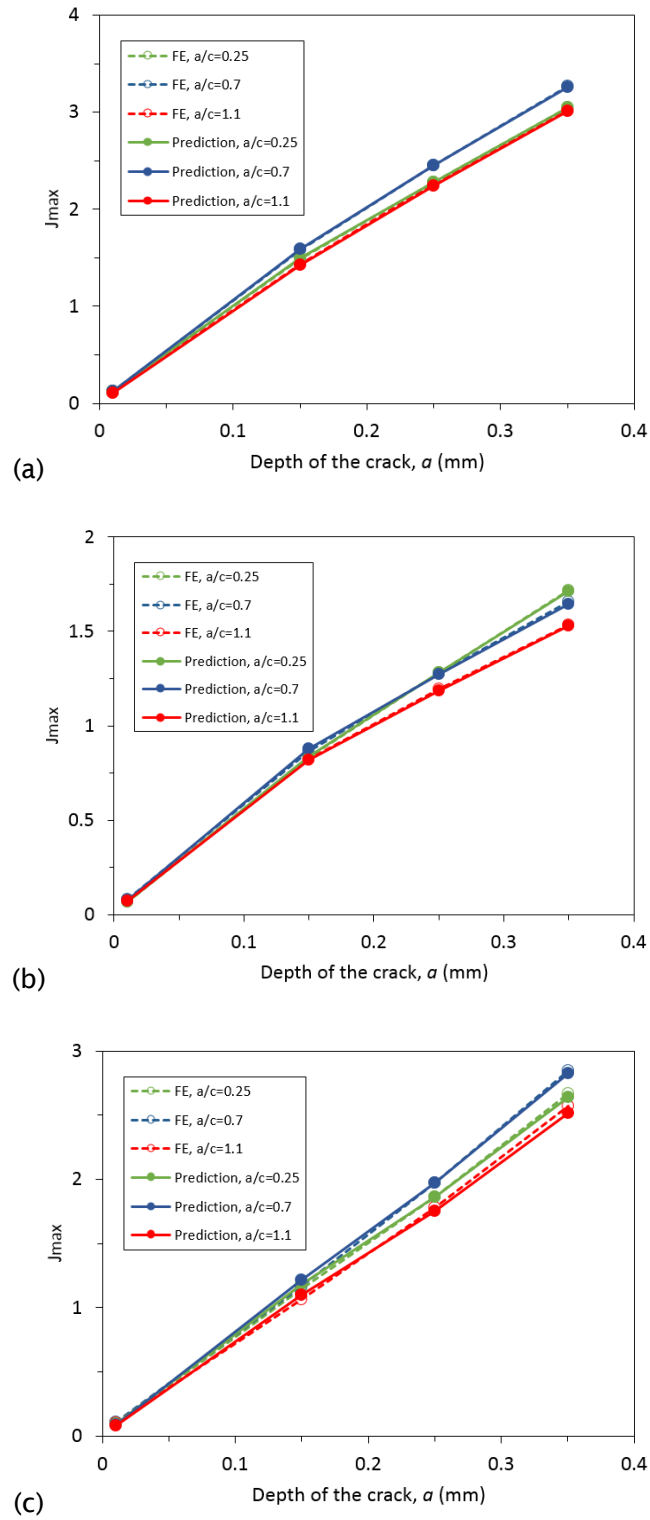 4
3
2
1
0
Jmax
FE, a/c=0.25
FE, a/c=0.7
FE, a/c=1.1
Prediction, a/c=0.25
Prediction, a/c=0.7
Prediction, a/c=1.1
0 0.1 0.2 0.3 0.4
Depth of the crack, a (mm)
(a)
2
1.5
1
0.5
0
Jmax
FE, a/c=0.25
FE, a/c=0.7
FE, a/c=1.1
Prediction, a/c=0.25
Prediction, a/c=0.7
Prediction, a/c=1.1
0 0.1 0.2 0.3 0.4
Depth of the crack, a (mm)
(b)
3
2
1
0
Jmax
FE, a/c=0.25
FE, a/c=0.7
FE, a/c=1.1
Prediction, a/c=0.25
Prediction, a/c=0.7
Prediction, a/c=1.1
0 0.1 0.2 0.3 0.4
Depth of the crack, a (mm)
(c)